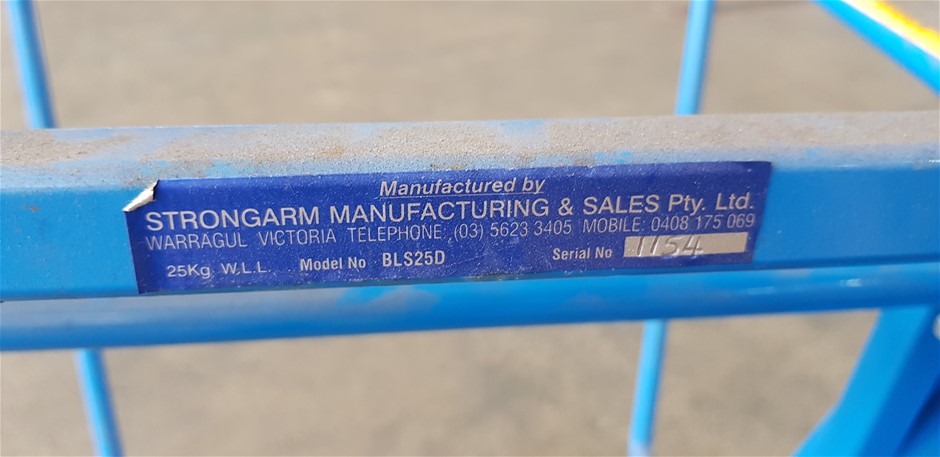 Manufactured by
STRONGARM MANUFACTURING & SALES Pty. Ltd.
WARRAGUL VICTORIA TELEPHONE: (03) 5623 3405 MOBILE: 0408 175 069
25Kg. W.L.L. Model No BLS25D Serial No 1154